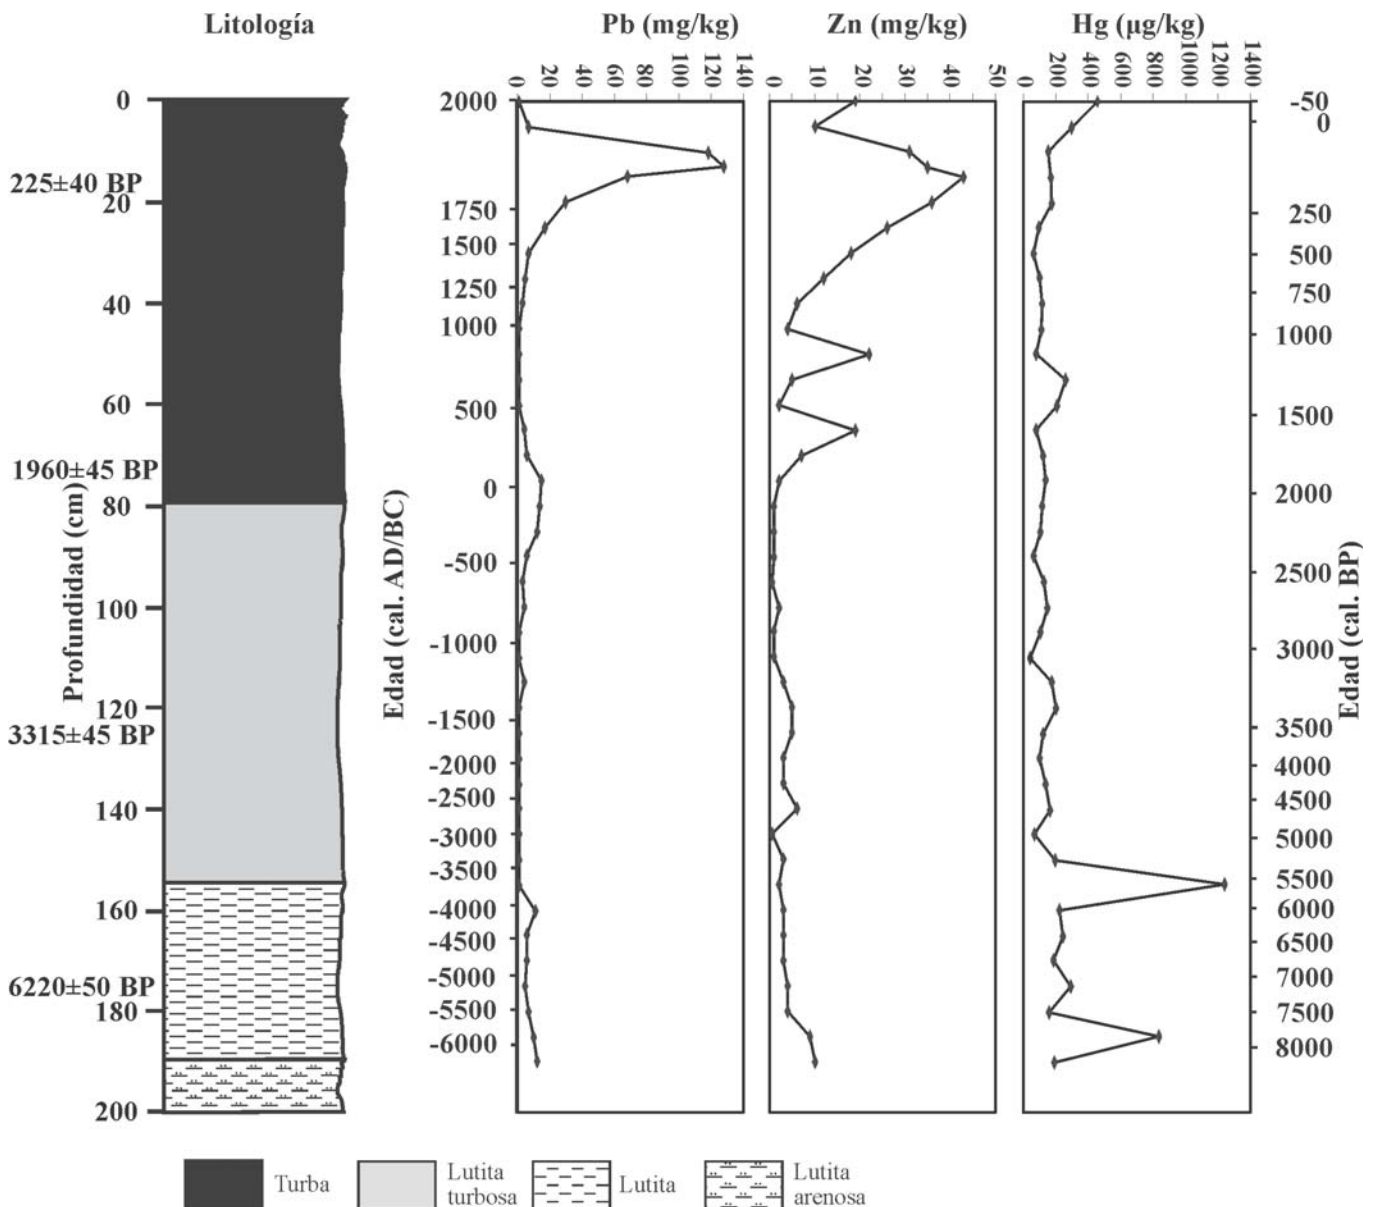 Litología
Pb (mg/kg)
Zn (mg/kg)
Hg (μg/kg)
0 20 40 60 80 100 120 140
0 10 20 30 40 50
0 200 400 600 800 1000 1200 1400
Profundidad (cm)
0
20
40
60
80
100
120
140
160
180
200
225±40 BP
1960±45 BP
3315±45 BP
6220±50 BP
Edad (cal. AD/BC)
2000
1750
1500
1250
1000
500
0
-500
-1000
-1500
-2000
-2500
-3000
-3500
-4000
-4500
-5000
-5500
-6000
Edad (cal. BP)
-50
0
250
500
750
1000
1500
2000
2500
3000
3500
4000
4500
5000
5500
6000
6500
7000
7500
8000
Turba
Lutita
turbosa
Lutita
Lutita
arenosa